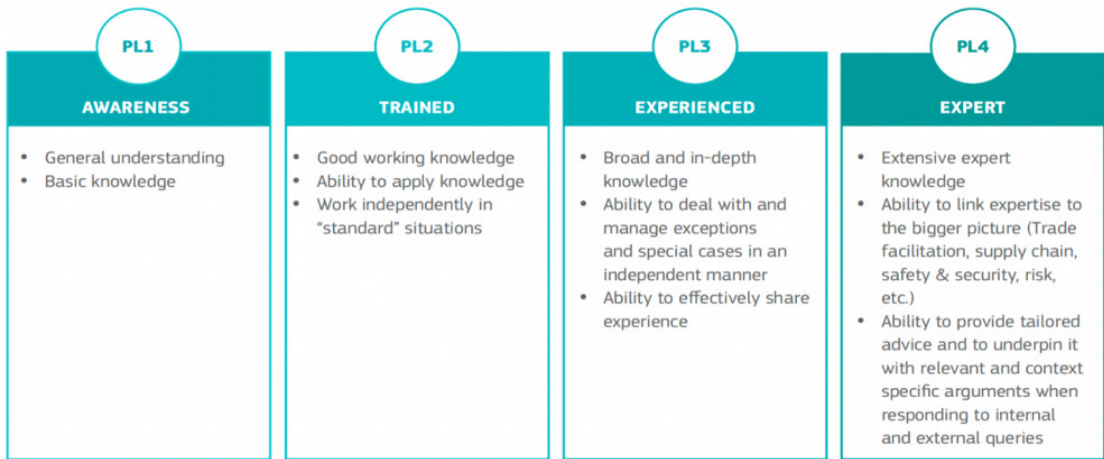 PL1
AWARENESS
• General understanding
• Basic knowledge
PL2
TRAINED
• Good working knowledge
• Ability to apply knowledge
• Work independently in
“standard” situations
PL3
EXPERIENCED
• Broad and in-depth
knowledge
• Ability to deal with and
manage exceptions
and special cases in an
independent manner
• Ability to effectively share
experience
PL4
EXPERT
• Extensive expert
knowledge
• Ability to link expertise to
the bigger picture (Trade
facilitation, supply chain,
safety & security, risk,
etc.)
• Ability to provide tailored
advice and to underpin it
with relevant and context
specific arguments when
responding to internal
and external queries